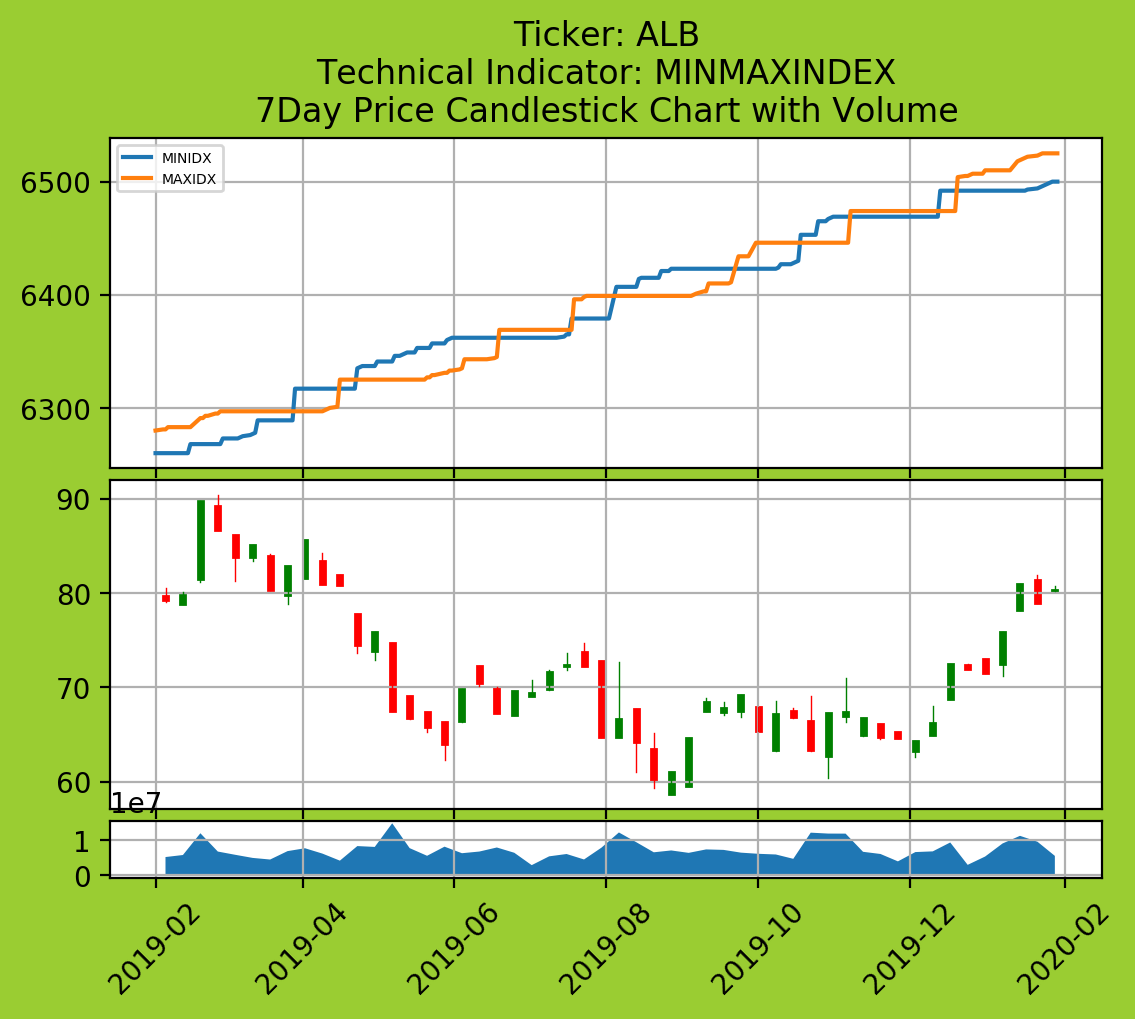 Ticker: ALB
Technical Indicator: MINMAXINDEX
7Day Price Candlestick Chart with Volume
MINIDX
MAXIDX
6500
6400
6300
90
80
70
60
1e7
1
0
2019-02
2019-04
2019-06
2019-08
2019-10
2019-12
2020-02